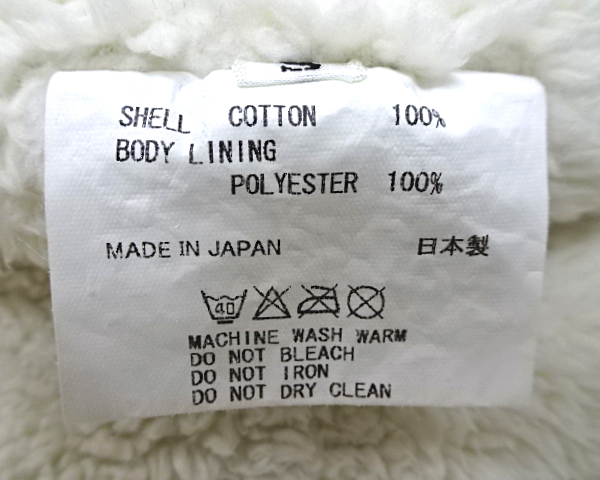 SHELL COTTON 100%
BODY LINING
POLYESTER 100%
MADE IN JAPAN 日本製
40
MACHINE WASH WARM
DO NOT BLEACH
DO NOT IRON
DO NOT DRY CLEAN